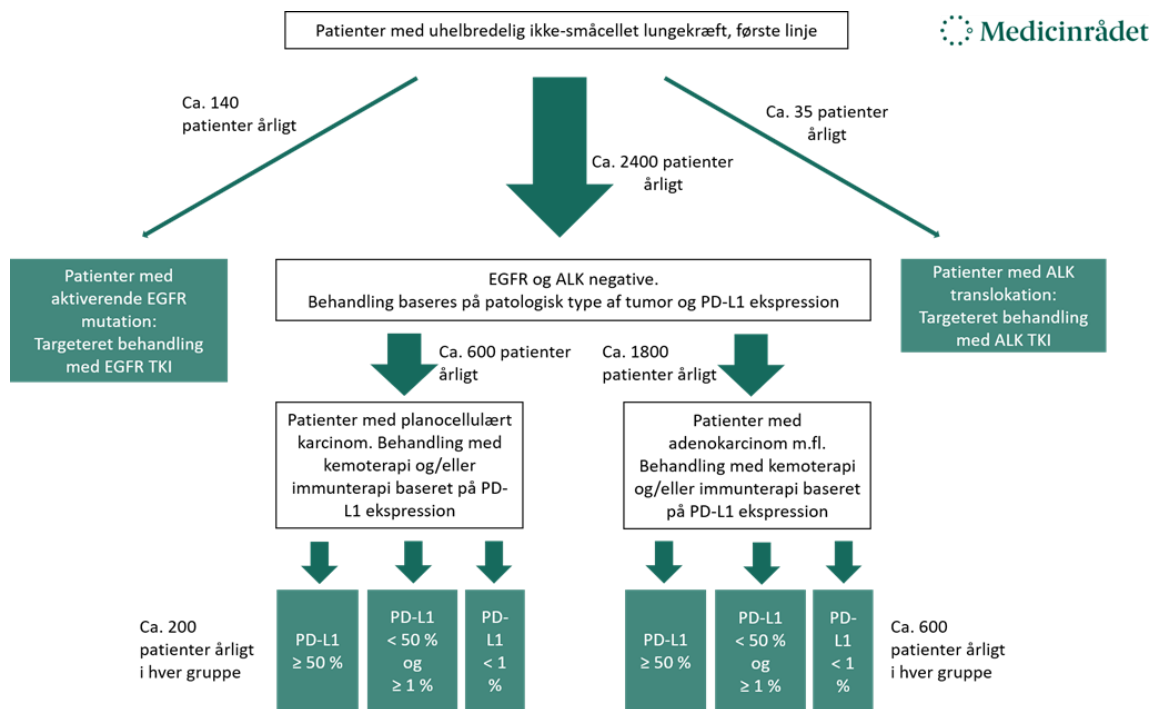 Patienter med uhelbredelig ikke-småcellet lungekræft, første linje
Medicinrådet
Ca. 140
patienter årligt
Ca. 2400 patienter
årligt
Ca. 35 patienter
årligt
Patienter med
aktiverende EGFR
mutation:
Targeteret behandling
med EGFR TKI
EGFR og ALK negative.
Behandling baseres på patologisk type af tumor og PD-L1 ekspression
Patienter med ALK
translokation:
Targeteret behandling
med ALK TKI
Ca. 600 patienter
årligt
Ca. 1800
patienter årligt
Patienter med planocellulært
karcinom. Behandling med
kemoterapi og/eller
immunterapi baseret på PD-
L1 ekspression
Patienter med
adenokarcinom m.fl.
Behandling med kemoterapi
og/eller immunterapi baseret
på PD-L1 ekspression
Ca. 200
patienter årligt
i hver gruppe
PD-L1
≥ 50 %
PD-L1
< 50 %
og
≥ 1 %
PD-
L1
< 1
%
PD-L1
≥ 50 %
PD-L1
< 50 %
og
≥ 1 %
PD-
L1
< 1
%
Ca. 600
patienter årligt
i hver gruppe